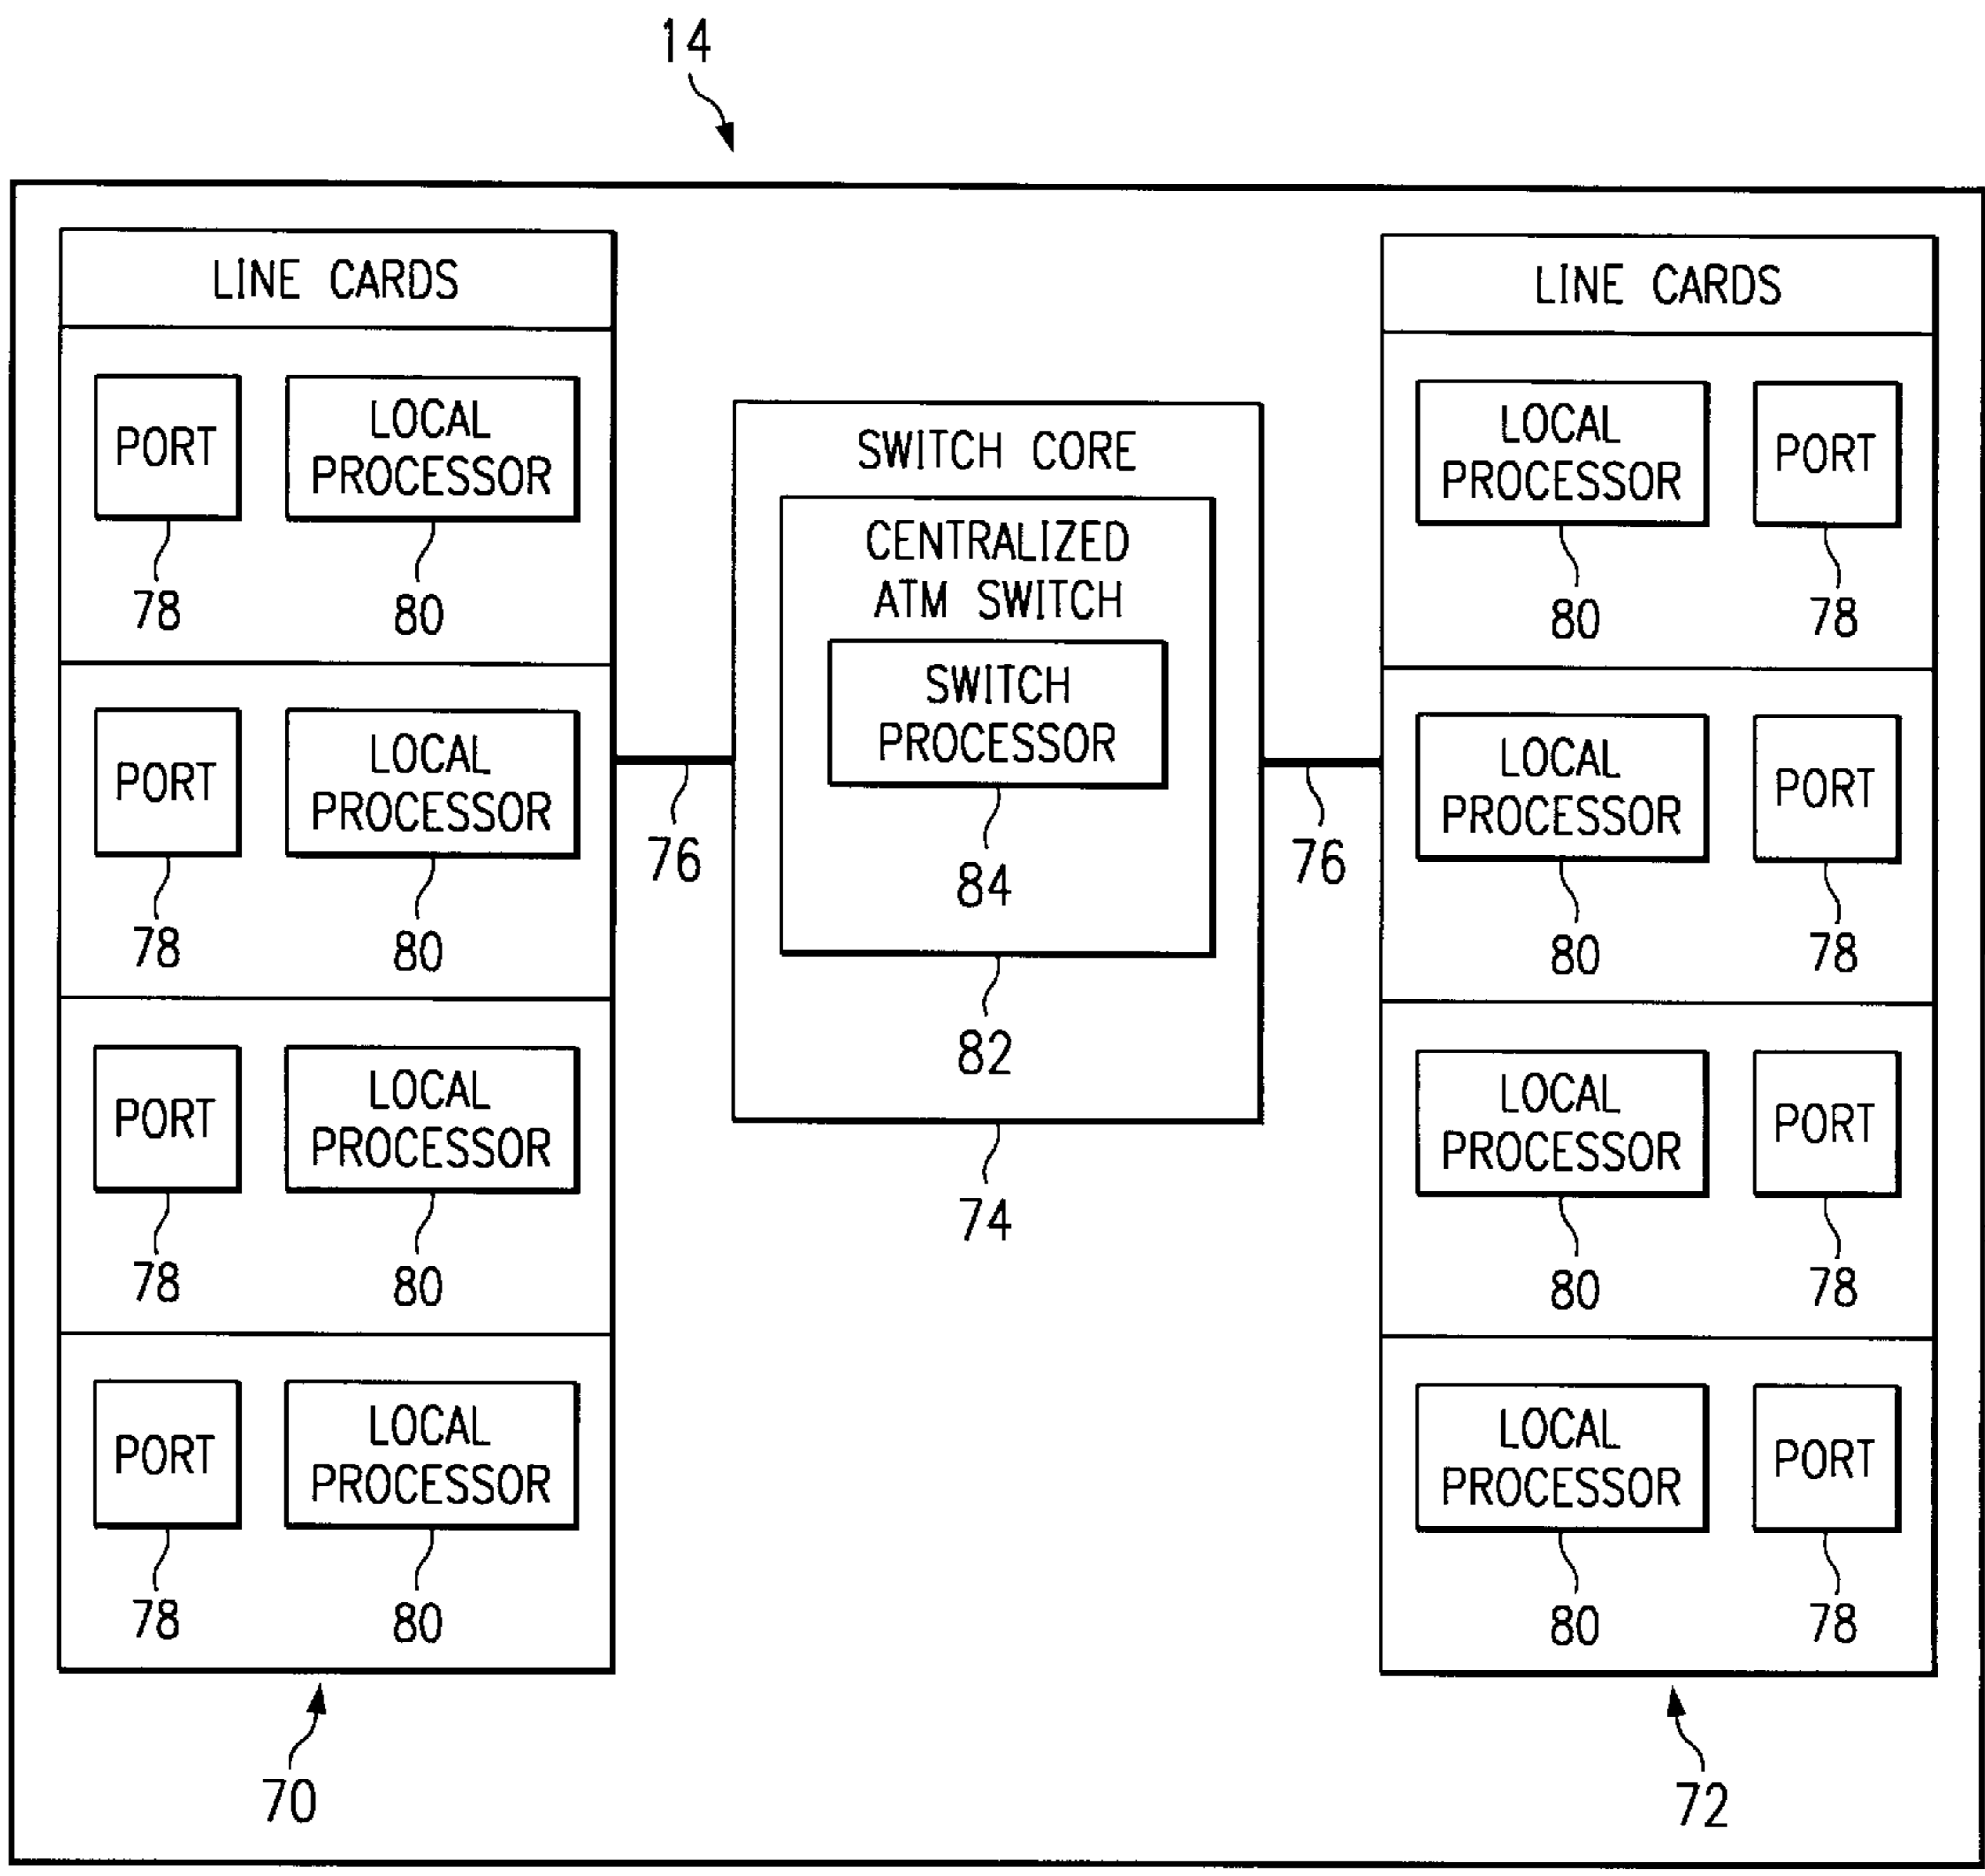 14
LINE CARDS
PORT
LOCAL
PROCESSOR
78
80
PORT
LOCAL
PROCESSOR
78
80
PORT
LOCAL
PROCESSOR
78
80
PORT
LOCAL
PROCESSOR
78
80
70
76
SWITCH CORE
CENTRALIZED
ATM SWITCH
SWITCH
PROCESSOR
84
82
74
76
LINE CARDS
LOCAL
PROCESSOR
PORT
80
78
LOCAL
PROCESSOR
PORT
80
78
LOCAL
PROCESSOR
PORT
80
78
LOCAL
PROCESSOR
PORT
80
78
72